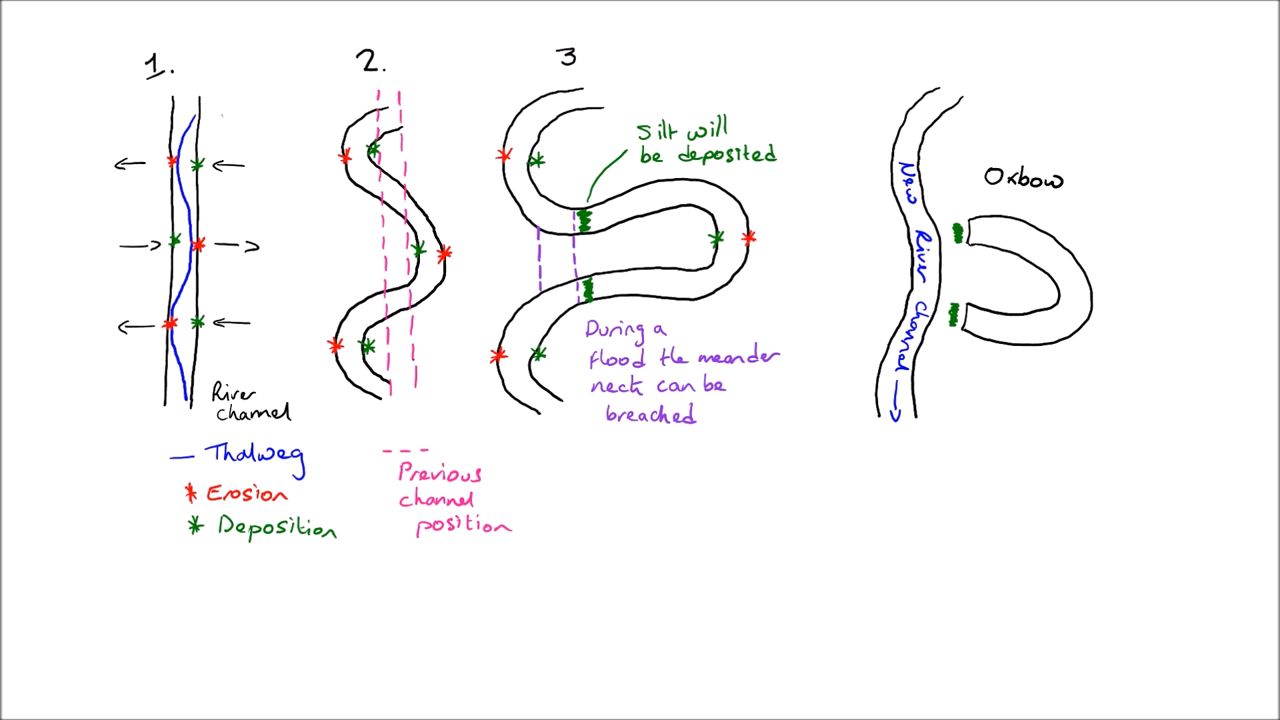 1.
2.
3
Silt will
be deposited
Oxbow
New River Channel
During a
flood the meander
neck can be
breached
River
channel
Thalweg
Erosion
Deposition
Previous
channel
position